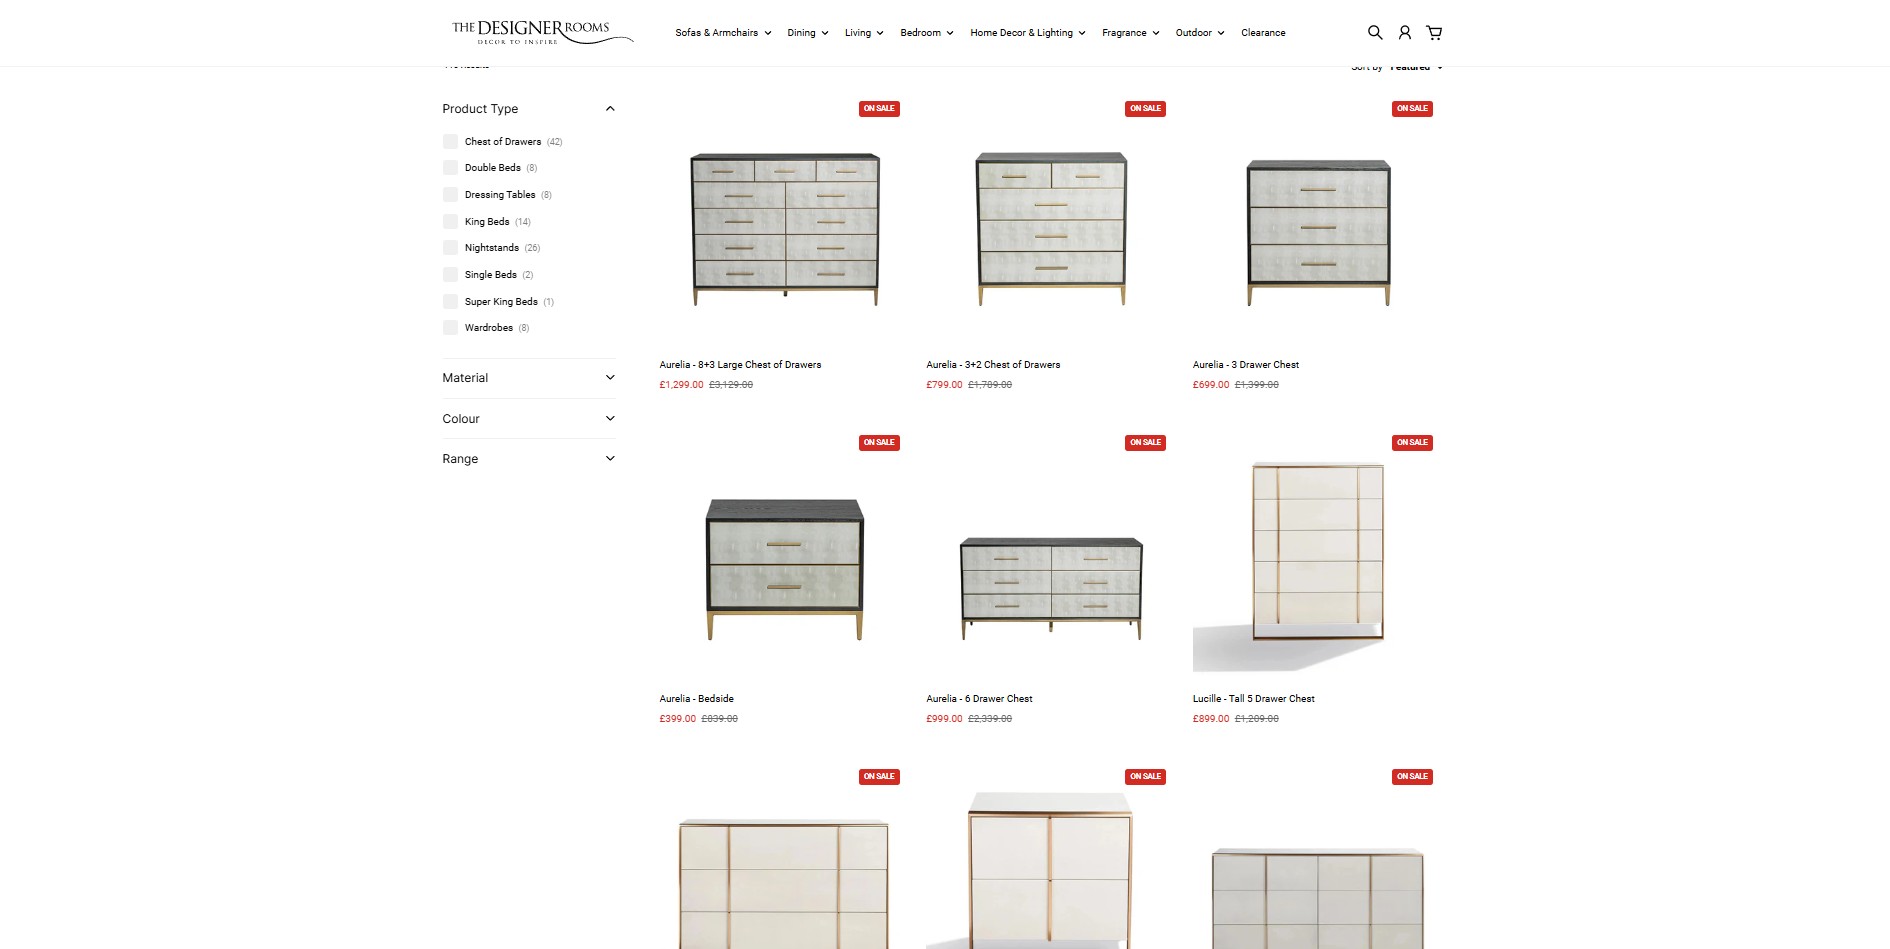 THE DESIGNER ROOMS
DECOR TO INSPIRE
Sofas & Armchairs
Dining
Living
Bedroom
Home Decor & Lighting
Fragrance
Outdoor
Clearance
Sort by Featured
Product Type
Chest of Drawers (42)
Double Beds (8)
Dressing Tables (8)
King Beds (14)
Nightstands (26)
Single Beds (2)
Super King Beds (1)
Wardrobes (8)
Material
Colour
Range
ON SALE
ON SALE
ON SALE
Aurelia - 8+3 Large Chest of Drawers
£1,299.00 £3,129.00
Aurelia - 3+2 Chest of Drawers
£799.00 £1,789.00
Aurelia - 3 Drawer Chest
£699.00 £1,399.00
ON SALE
ON SALE
ON SALE
Aurelia - Bedside
£399.00 £839.00
Aurelia - 6 Drawer Chest
£999.00 £2,339.00
Lucille - Tall 5 Drawer Chest
£899.00 £1,209.00
ON SALE
ON SALE
ON SALE